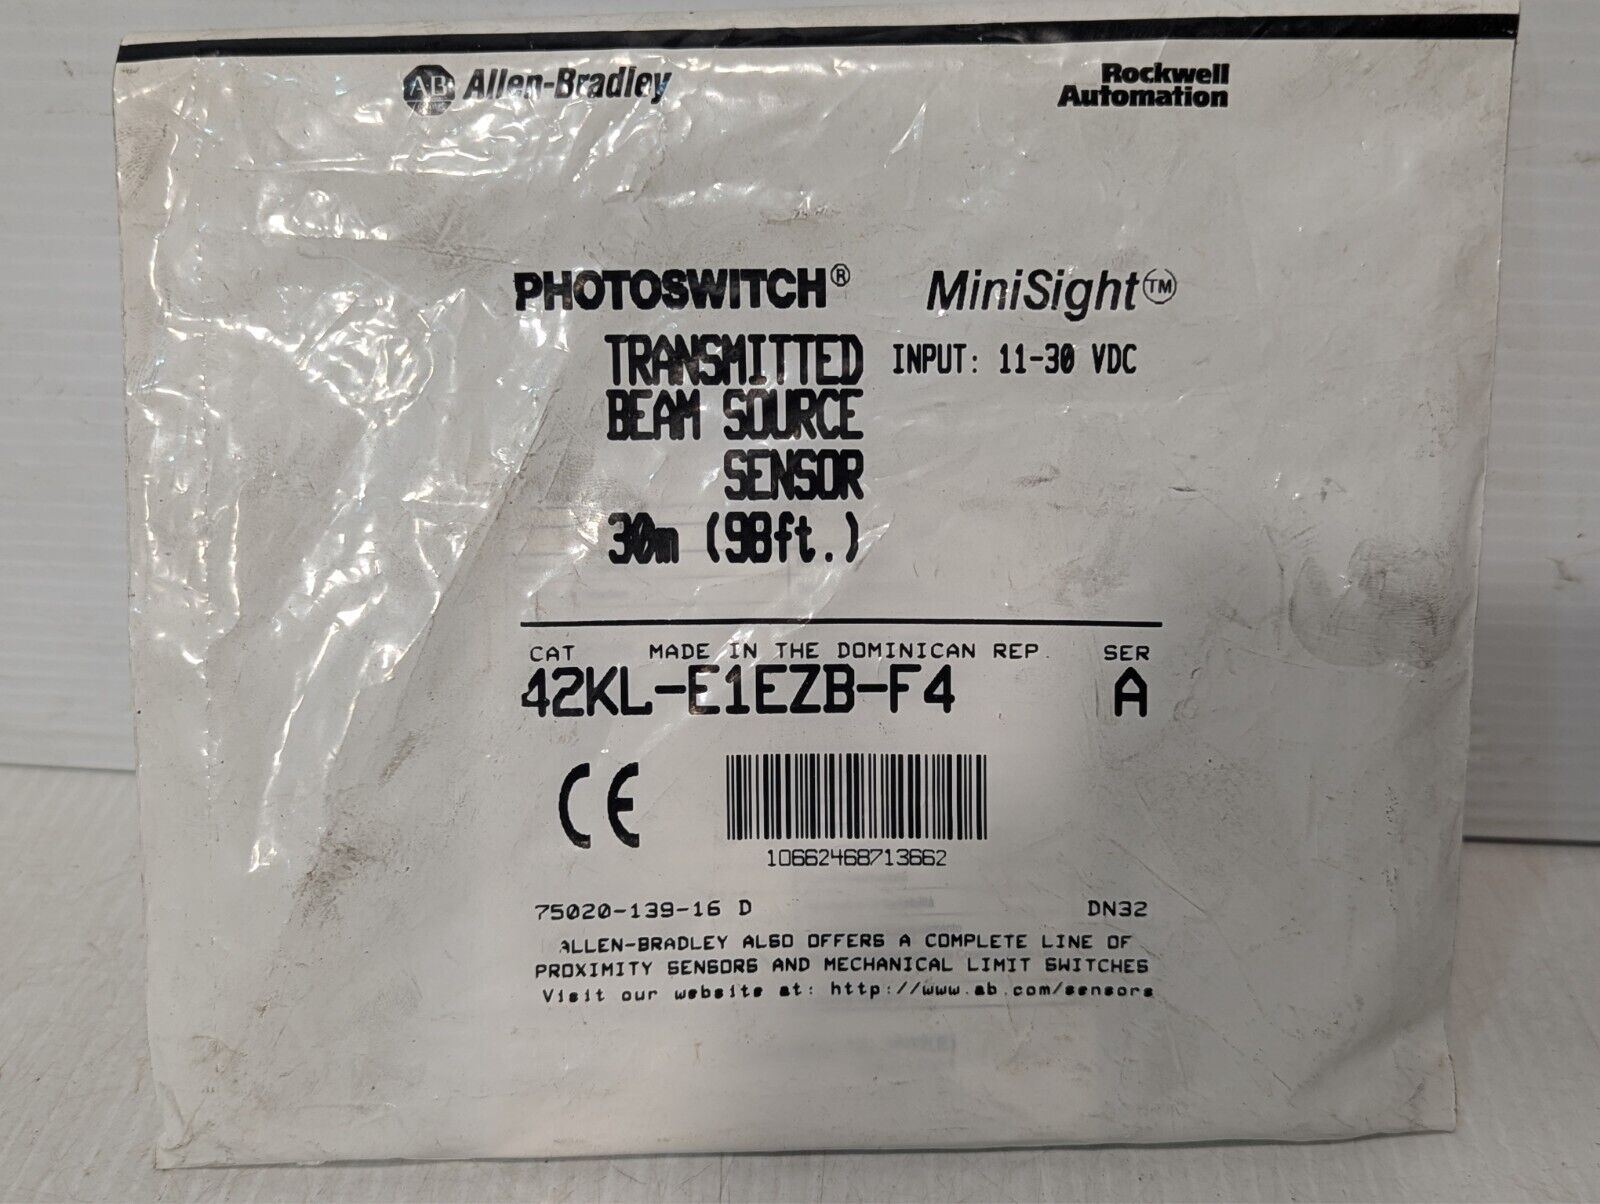 AB Allen-Bradley
Rockwell
Automation
PHOTOSWITCH® MiniSight™
TRANSMITTED
BEAM SOURCE
SENSOR
30m (98ft.)
INPUT: 11-30 VDC
CAT MADE IN THE DOMINICAN REP. SER
42KL-E1EZB-F4 A
CE
10662468713662
75020-139-16 D DN32
ALLEN-BRADLEY ALSO OFFERS A COMPLETE LINE OF
PROXIMITY SENSORS AND MECHANICAL LIMIT SWITCHES
Visit our website at: http://www.ab.com/sensors